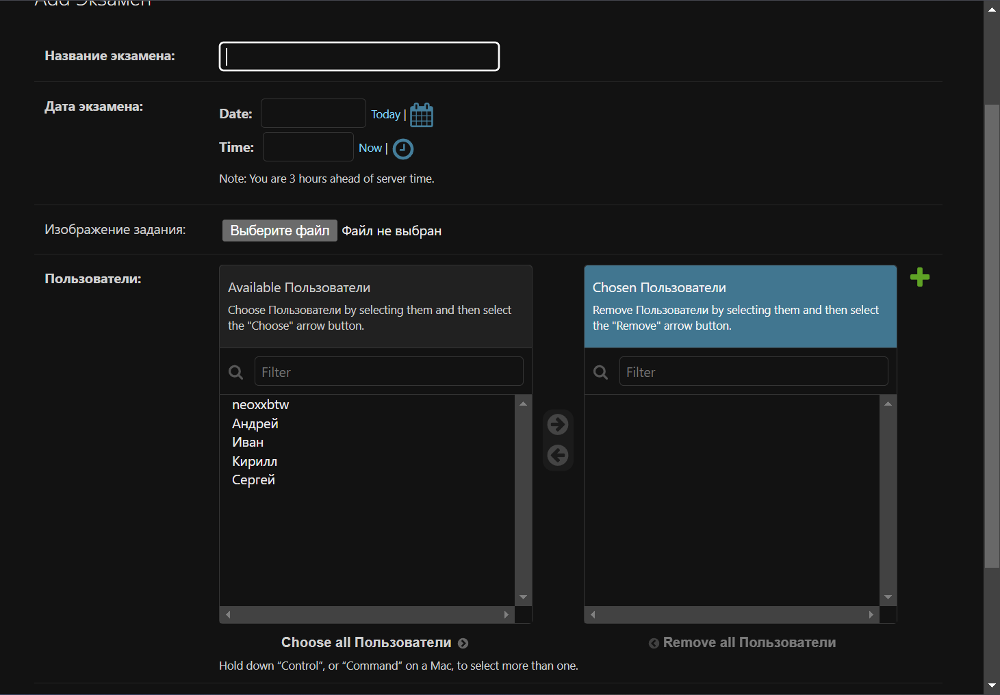 Add Экзамен
Название экзамена:
Дата экзамена:
Date: Today |
Time: Now |
Note: You are 3 hours ahead of server time.
Изображение задания: Выберите файл Файл не выбран
Пользователи:
Available Пользователи
Choose Пользователи by selecting them and then select
the "Choose" arrow button.
Filter
neoxxbtw
Андрей
Иван
Кирилл
Сергей
Choose all Пользователи
Hold down “Control”, or “Command” on a Mac, to select more than one.
Chosen Пользователи
Remove Пользователи by selecting them and then select
the "Remove" arrow button.
Filter
Remove all Пользователи